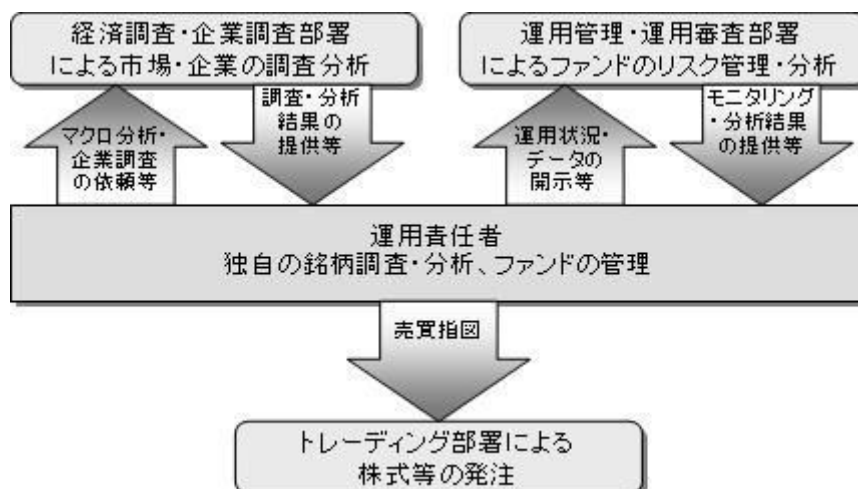 経済調査・企業調査部署
による市場・企業の調査分析
運用管理・運用審査部署
によるファンドのリスク管理・分析
マクロ分析・
企業調査
の依頼等
調査・分析
結果の
提供等
運用状況・
データの
開示等
モニタリング
・分析結果
の提供等
運用責任者
独自の銘柄調査・分析、ファンドの管理
売買指図
トレーディング部署による
株式等の発注